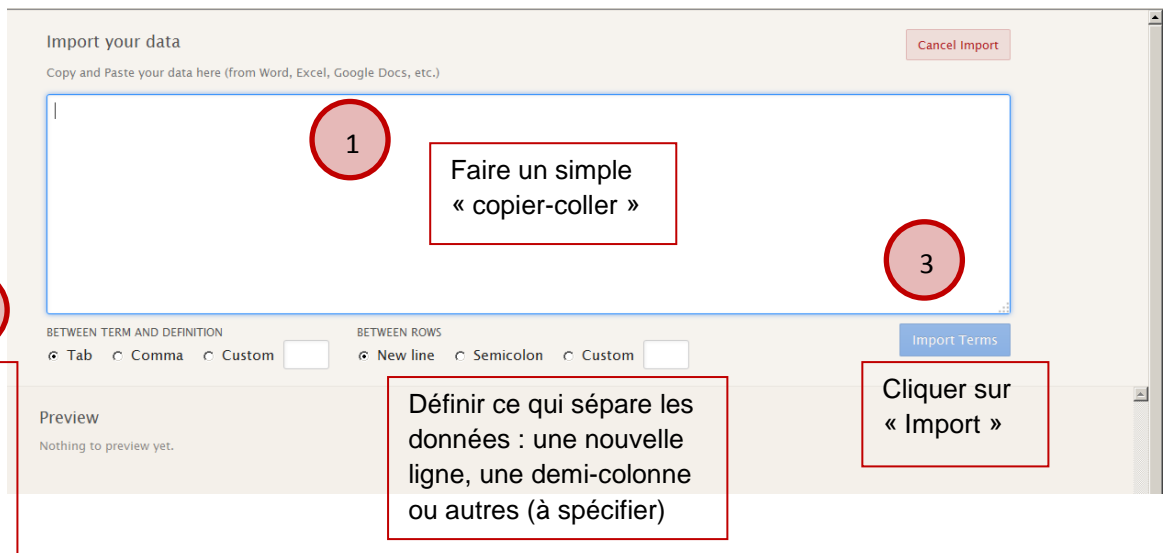 Import your data
Cancel Import
Copy and Paste your data here (from Word, Excel, Google Docs, etc.)
1
Faire un simple
« copier-coller »
3
BETWEEN TERM AND DEFINITION
BETWEEN ROWS
Tab Comma Custom
New line Semicolon Custom
Import Terms
Cliquer sur
« Import »
Définir ce qui sépare les
données : une nouvelle
ligne, une demi-colonne
ou autres (à spécifier)
Preview
Nothing to preview yet.